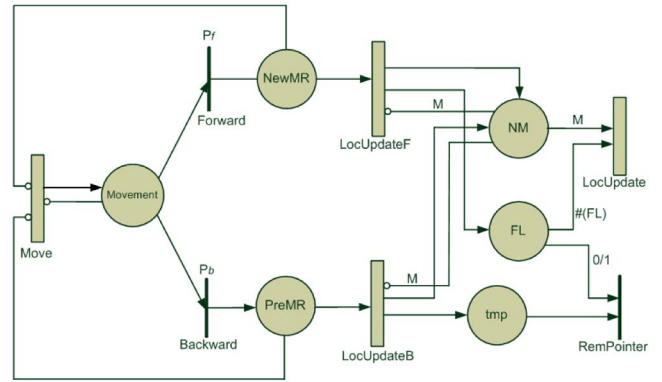 Pf
NewMR
Forward
M
NM
M
LocUpdateF
LocUpdate
Movement
#(FL)
FL
Move
0/1
Pb
M
PreMR
tmp
Backward
LocUpdateB
RemPointer